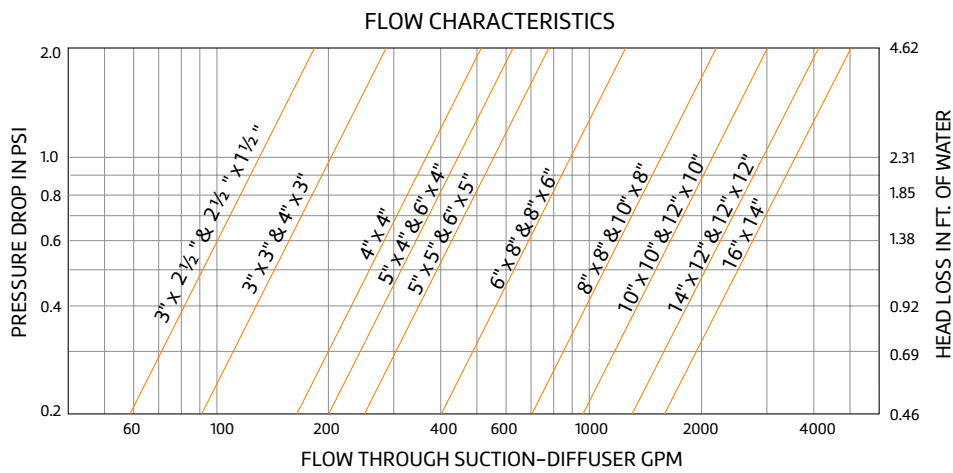 FLOW CHARACTERISTICS
PRESSURE DROP IN PSI
2.0
1.0
0.8
0.6
0.4
0.2
3" x 2½" & 2½" x 1½"
3" x 3" & 4" x 3"
4" x 4"
5" x 4" & 6" x 4"
5" x 5" & 6" x 5"
6" x 8" & 8" x 6"
8" x 8" & 10" x 8"
10" x 10" & 12" x 10"
14" x 12" & 12" x 12"
16" x 14"
4.62
2.31
1.85
1.38
0.92
0.69
0.46
HEAD LOSS IN FT. OF WATER
60 100 200 400 600 1000 2000 4000
FLOW THROUGH SUCTION-DIFFUSER GPM